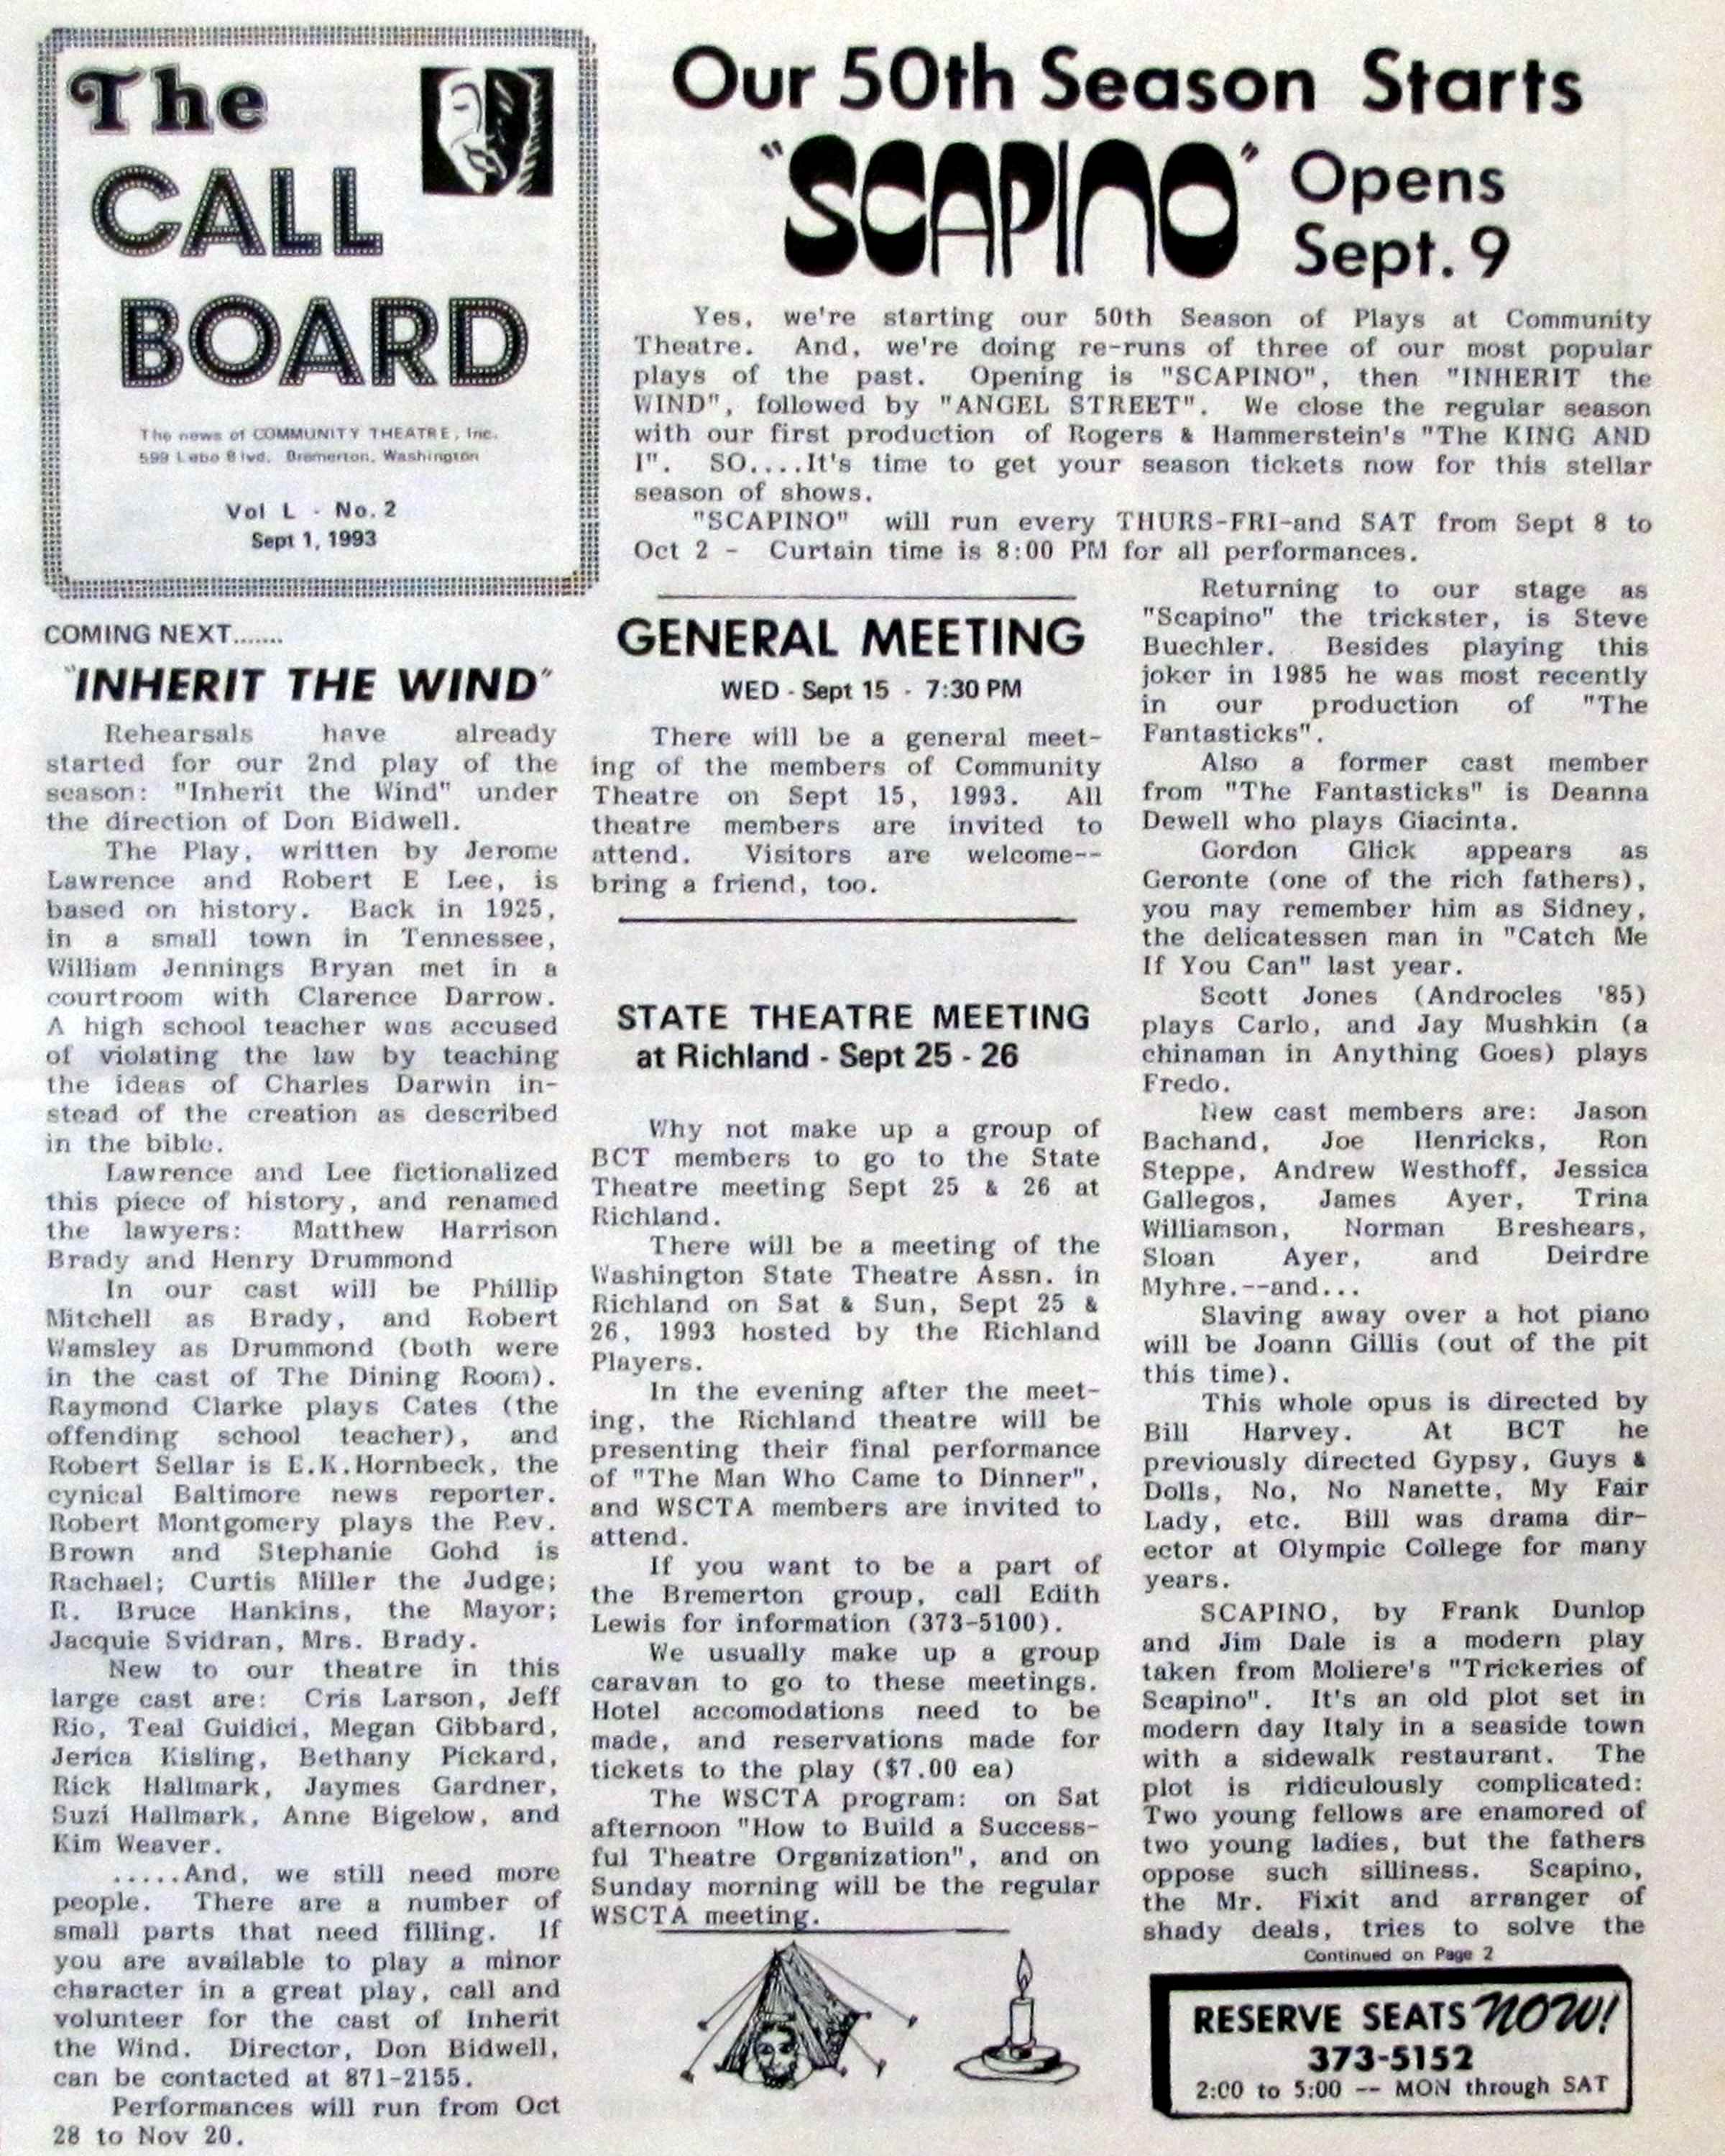 The
CALL
BOARD
The news of COMMUNITY THEATRE, Inc.
599 Lebo Blvd. Bremerton, Washington
Vol L - No. 2
Sept 1, 1993
Our 50th Season Starts
"SCAPINO" Opens
Sept. 9
Yes, we're starting our 50th Season of Plays at Community
Theatre. And, we're doing re-runs of three of our most popular
plays of the past. Opening is "SCAPINO", then "INHERIT the
WIND", followed by "ANGEL STREET". We close the regular season
with our first production of Rogers & Hammerstein's "The KING AND
I". SO....It's time to get your season tickets now for this stellar
season of shows.
"SCAPINO" will run every THURS-FRI-and SAT from Sept 8 to
Oct 2 - Curtain time is 8:00 PM for all performances.
COMING NEXT.......
"INHERIT THE WIND"
Rehearsals have already
started for our 2nd play of the
season: "Inherit the Wind" under
the direction of Don Bidwell.
The Play, written by Jerome
Lawrence and Robert E Lee, is
based on history. Back in 1925,
in a small town in Tennessee,
William Jennings Bryan met in a
courtroom with Clarence Darrow.
A high school teacher was accused
of violating the law by teaching
the ideas of Charles Darwin in-
stead of the creation as described
in the bible.
Lawrence and Lee fictionalized
this piece of history, and renamed
the lawyers: Matthew Harrison
Brady and Henry Drummond
In our cast will be Phillip
Mitchell as Brady, and Robert
Wamsley as Drummond (both were
in the cast of The Dining Room).
Raymond Clarke plays Cates (the
offending school teacher), and
Robert Sellar is E.K.Hornbeck, the
cynical Baltimore news reporter.
Robert Montgomery plays the Rev.
Brown and Stephanie Gohd is
Rachael; Curtis Miller the Judge;
R. Bruce Hankins, the Mayor;
Jacquie Svidran, Mrs. Brady.
New to our theatre in this
large cast are: Cris Larson, Jeff
Rio, Teal Guidici, Megan Gibbard,
Jerica Kisling, Bethany Pickard,
Rick Hallmark, Jaymes Gardner,
Suzi Hallmark, Anne Bigelow, and
Kim Weaver.
.....And, we still need more
people. There are a number of
small parts that need filling. If
you are available to play a minor
character in a great play, call and
volunteer for the cast of Inherit
the Wind. Director, Don Bidwell,
can be contacted at 871-2155.
Performances will run from Oct
28 to Nov 20.
GENERAL MEETING
WED - Sept 15 - 7:30 PM
There will be a general meet-
ing of the members of Community
Theatre on Sept 15, 1993. All
theatre members are invited to
attend. Visitors are welcome--
bring a friend, too.
STATE THEATRE MEETING
at Richland - Sept 25 - 26
Why not make up a group of
BCT members to go to the State
Theatre meeting Sept 25 & 26 at
Richland.
There will be a meeting of the
Washington State Theatre Assn. in
Richland on Sat & Sun, Sept 25 &
26, 1993 hosted by the Richland
Players.
In the evening after the meet-
ing, the Richland theatre will be
presenting their final performance
of "The Man Who Came to Dinner",
and WSCTA members are invited to
attend.
If you want to be a part of
the Bremerton group, call Edith
Lewis for information (373-5100).
We usually make up a group
caravan to go to these meetings.
Hotel accomodations need to be
made, and reservations made for
tickets to the play ($7.00 ea)
The WSCTA program: on Sat
afternoon "How to Build a Success-
ful Theatre Organization", and on
Sunday morning will be the regular
WSCTA meeting.
Returning to our stage as
"Scapino" the trickster, is Steve
Buechler. Besides playing this
joker in 1985 he was most recently
in our production of "The
Fantasticks".
Also a former cast member
from "The Fantasticks" is Deanna
Dewell who plays Giacinta.
Gordon Glick appears as
Geronte (one of the rich fathers),
you may remember him as Sidney,
the delicatessen man in "Catch Me
If You Can" last year.
Scott Jones (Androcles '85)
plays Carlo, and Jay Mushkin (a
chinaman in Anything Goes) plays
Fredo.
New cast members are: Jason
Bachand, Joe Henricks, Ron
Steppe, Andrew Westhoff, Jessica
Gallegos, James Ayer, Trina
Williamson, Norman Breshears,
Sloan Ayer, and Deirdre
Myhre.--and...
Slaving away over a hot piano
will be Joann Gillis (out of the pit
this time).
This whole opus is directed by
Bill Harvey. At BCT he
previously directed Gypsy, Guys &
Dolls, No, No Nanette, My Fair
Lady, etc. Bill was drama dir-
ector at Olympic College for many
years.
SCAPINO, by Frank Dunlop
and Jim Dale is a modern play
taken from Moliere's "Trickeries of
Scapino". It's an old plot set in
modern day Italy in a seaside town
with a sidewalk restaurant. The
plot is ridiculously complicated:
Two young fellows are enamored of
two young ladies, but the fathers
oppose such silliness. Scapino,
the Mr. Fixit and arranger of
shady deals, tries to solve the
Continued on Page 2
RESERVE SEATS NOW!
373-5152
2:00 to 5:00 -- MON through SAT